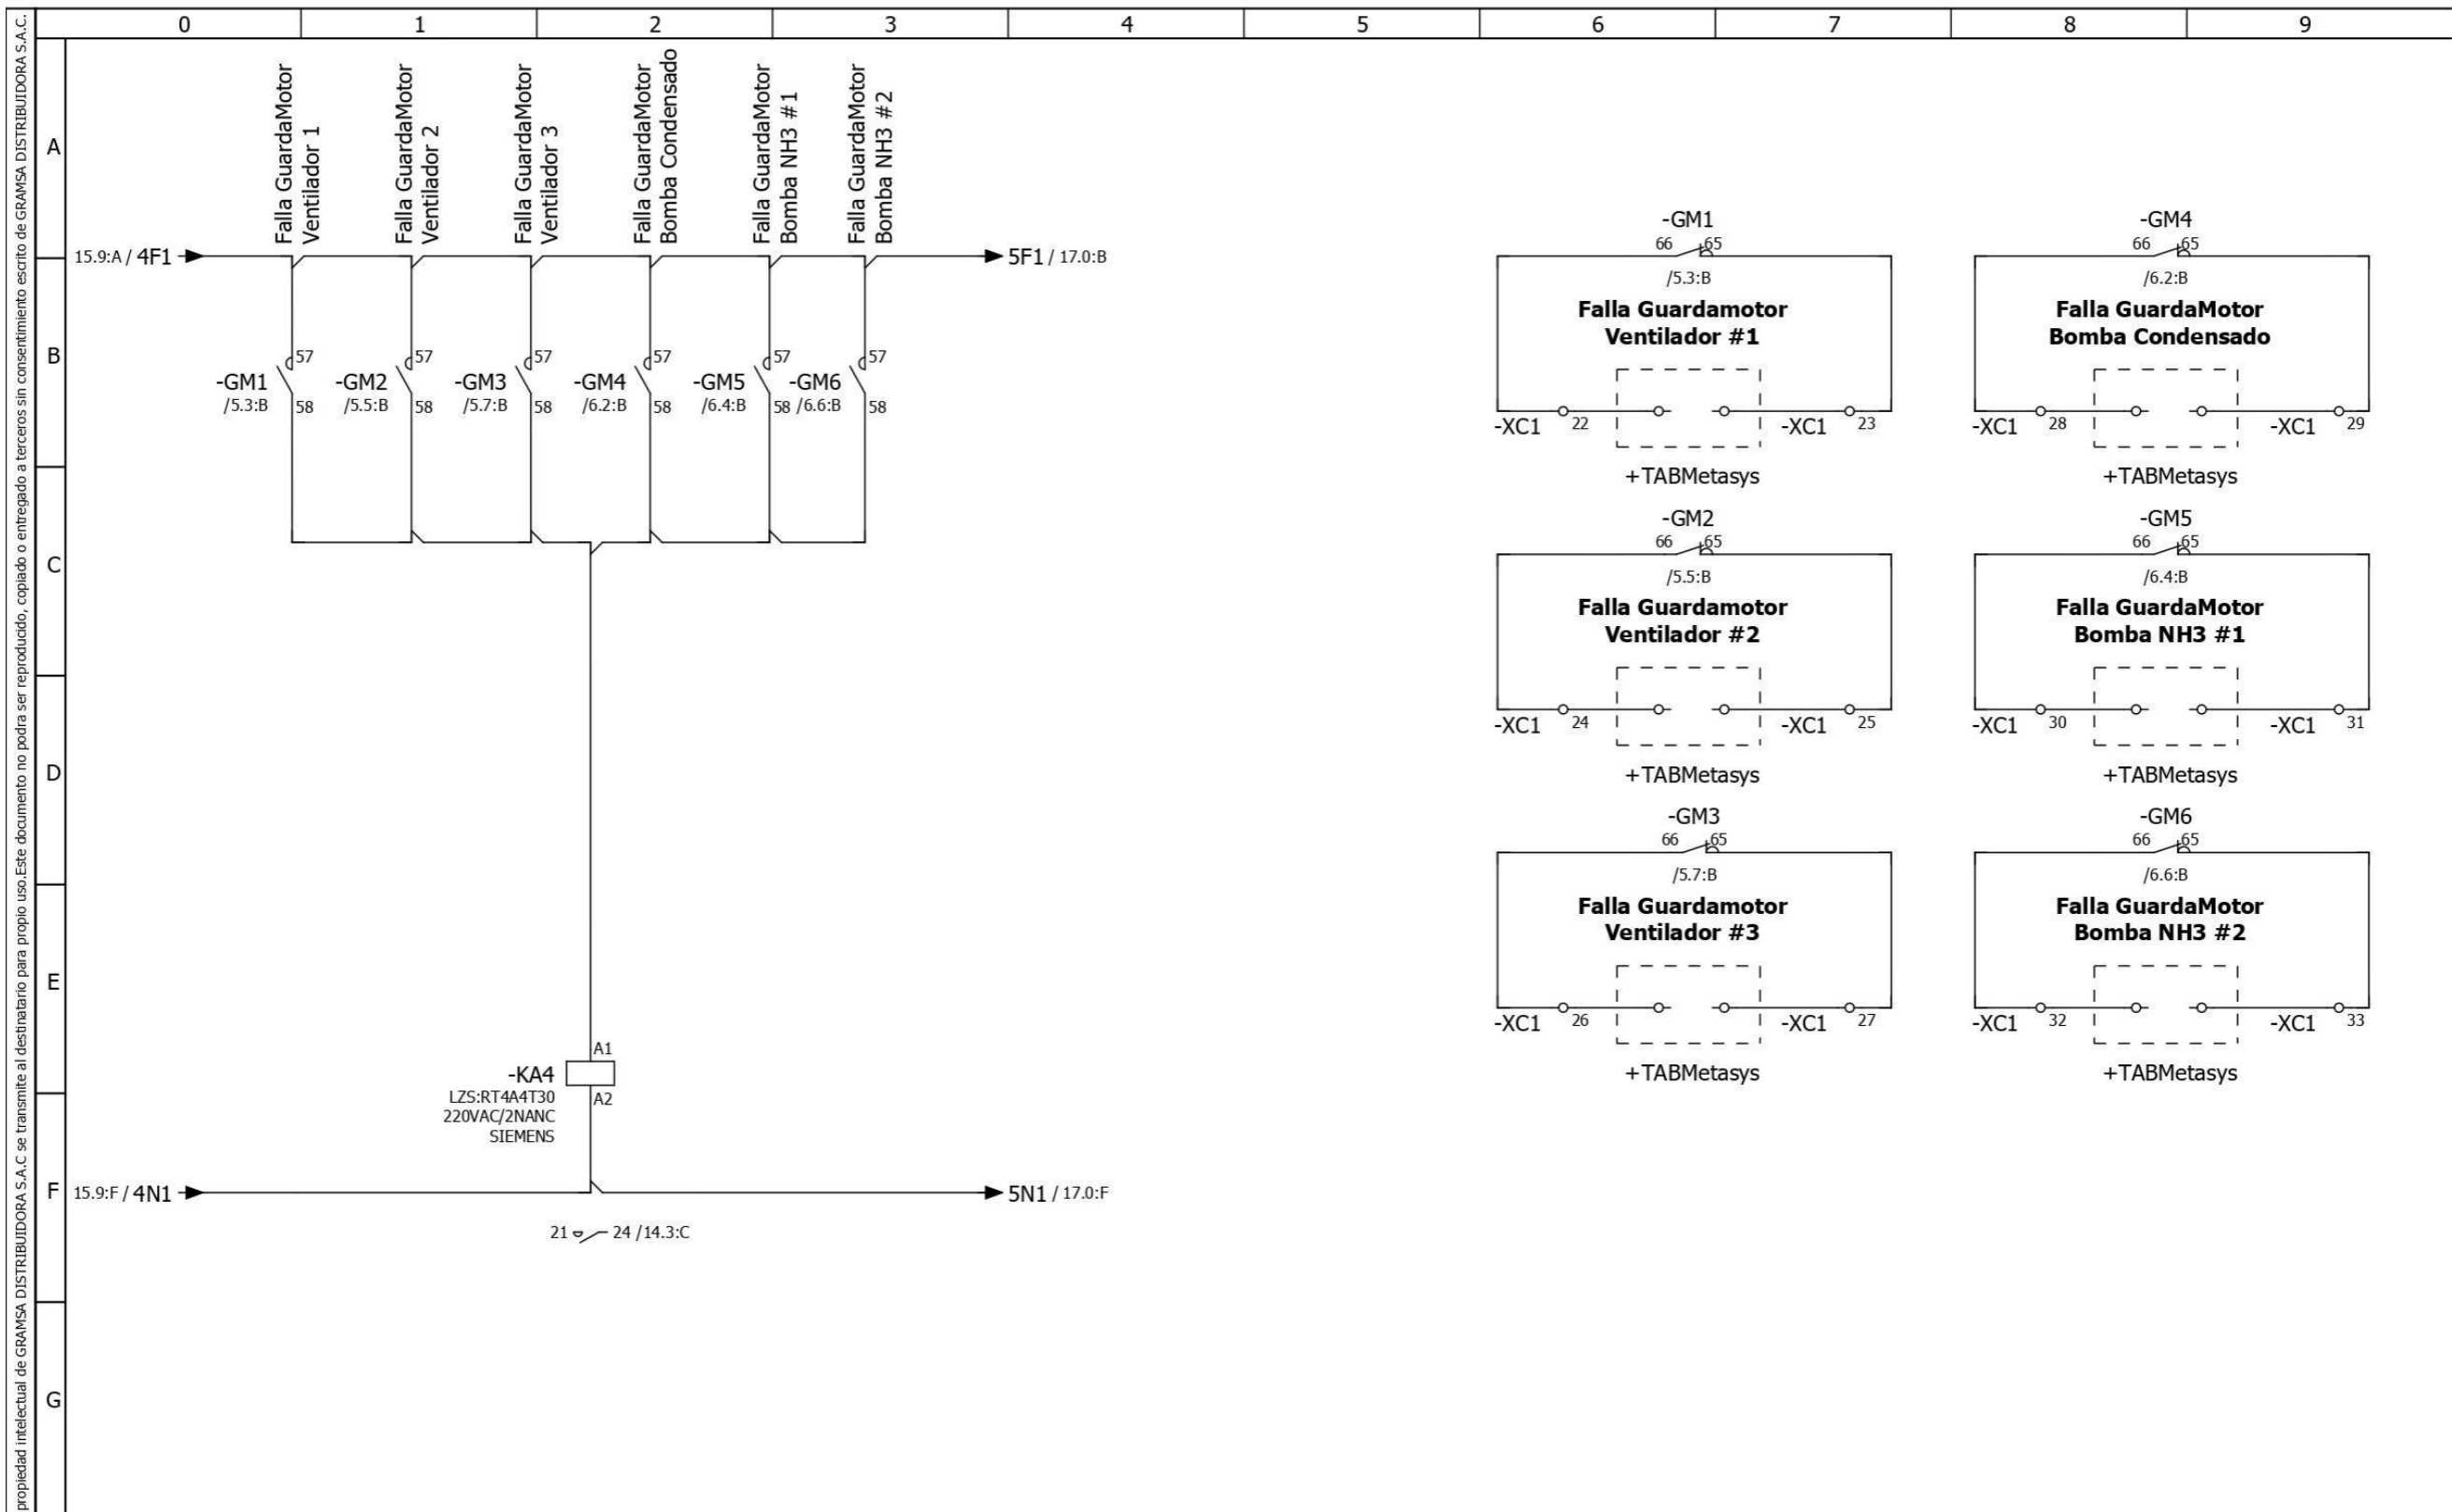 0 1 2 3 4 5 6 7 8 9
A
B
C
D
E
F
G
propiedad intelectual de GRAMSA DISTRIBUIDORA S.A.C se transmite al destinatario para propio uso.Este documento no podra ser reproducido, copiado o entregado a terceros sin consentimiento escrito de GRAMSA DISTRIBUIDORA S.A.C.
Falla GuardaMotor
Ventilador 1
Falla GuardaMotor
Ventilador 2
Falla GuardaMotor
Ventilador 3
Falla GuardaMotor
Bomba Condensado
Falla GuardaMotor
Bomba NH3 #1
Falla GuardaMotor
Bomba NH3 #2
15.9:A / 4F1
5F1 / 17.0:B
57
-GM1
/5.3:B
58
57
-GM2
/5.5:B
58
57
-GM3
/5.7:B
58
57
-GM4
/6.2:B
58
57
-GM5
/6.4:B
58
57
-GM6
/6.6:B
58
A1
-KA4
A2
LZS:RT4A4T30
220VAC/2NANC
SIEMENS
15.9:F / 4N1
5N1 / 17.0:F
21 24 /14.3:C
-GM1
66 65
/5.3:B
Falla Guardamotor
Ventilador #1
-XC1 22 -XC1 23
+TABMetasys
-GM2
66 65
/5.5:B
Falla Guardamotor
Ventilador #2
-XC1 24 -XC1 25
+TABMetasys
-GM3
66 65
/5.7:B
Falla Guardamotor
Ventilador #3
-XC1 26 -XC1 27
+TABMetasys
-GM4
66 65
/6.2:B
Falla GuardaMotor
Bomba Condensado
-XC1 28 -XC1 29
+TABMetasys
-GM5
66 65
/6.4:B
Falla GuardaMotor
Bomba NH3 #1
-XC1 30 -XC1 31
+TABMetasys
-GM6
66 65
/6.6:B
Falla GuardaMotor
Bomba NH3 #2
-XC1 32 -XC1 33
+TABMetasys